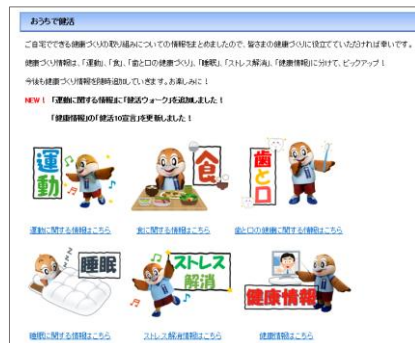 おうちで健活
ご自宅でできる健康づくりの取り組みについての情報をまとめましたので、皆さまの健康づくりに役立てていただければ幸いです。
健康づくり情報は、「運動」、「食」、「歯と口の健康づくり」、「睡眠」、「ストレス解消」、「健康情報」に分けて、ピックアップ！
今後も健康づくり情報を随時追加していきます。お楽しみに！
NEW！ 「運動に関する情報」に「健活ウォーク」を追加しました！
「健康情報」の「健活10宣言」を更新しました！
運動
食
歯と口
運動に関する情報はこちら
食に関する情報はこちら
歯と口の健康に関する情報はこちら
睡眠
ストレス解消
健康情報
睡眠に関する情報はこちら
ストレス解消情報はこちら
健康情報はこちら